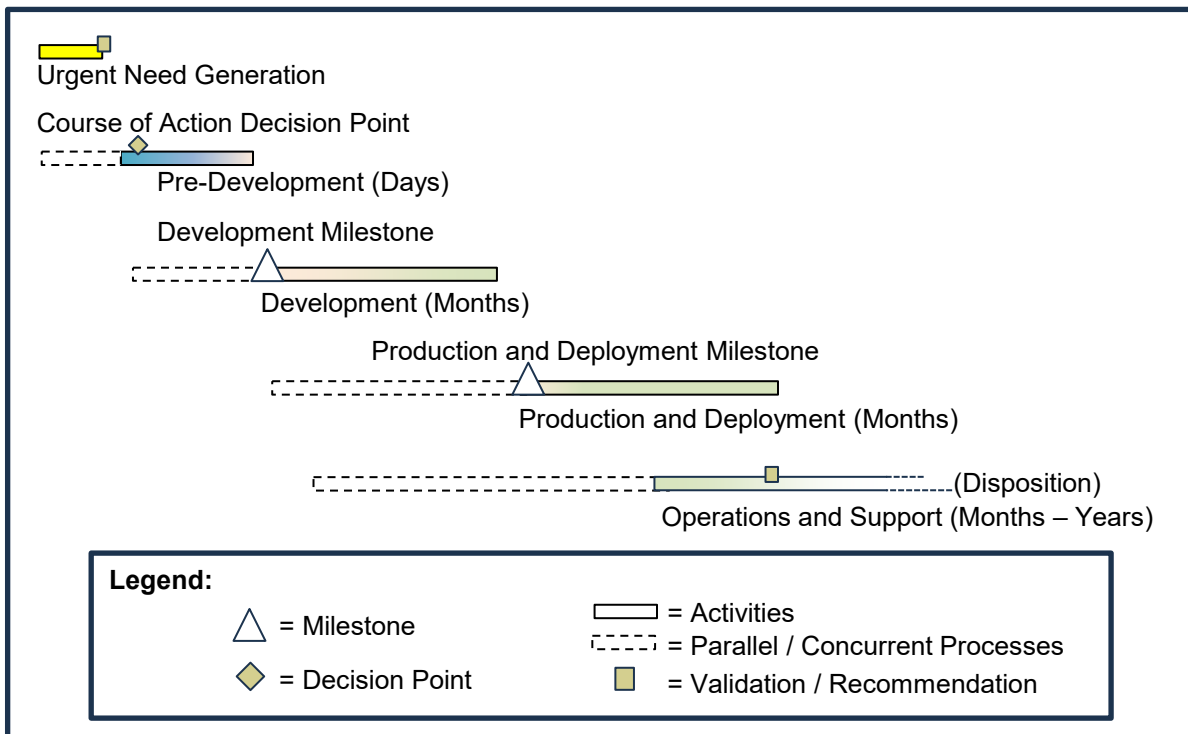 Urgent Need Generation
Course of Action Decision Point
Pre-Development (Days)
Development Milestone
Development (Months)
Production and Deployment Milestone
Production and Deployment (Months)
(Disposition)
Operations and Support (Months – Years)
Legend:
= Milestone
= Decision Point
= Activities
= Parallel / Concurrent Processes
= Validation / Recommendation